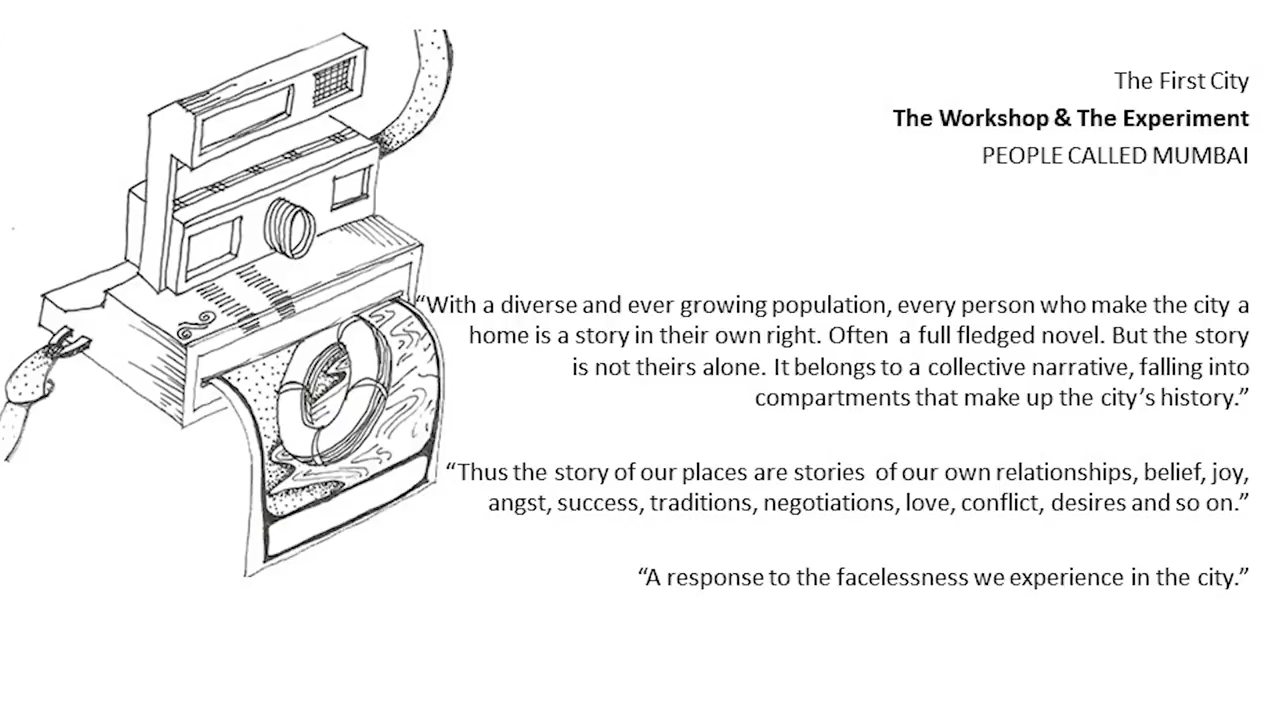 The First City
The Workshop & The Experiment
PEOPLE CALLED MUMBAI
“With a diverse and ever growing population, every person who make the city a
home is a story in their own right. Often a full fledged novel. But the story
is not theirs alone. It belongs to a collective narrative, falling into
compartments that make up the city’s history.”
“Thus the story of our places are stories of our own relationships, belief, joy,
angst, success, traditions, negotiations, love, conflict, desires and so on.”
“A response to the facelessness we experience in the city.”